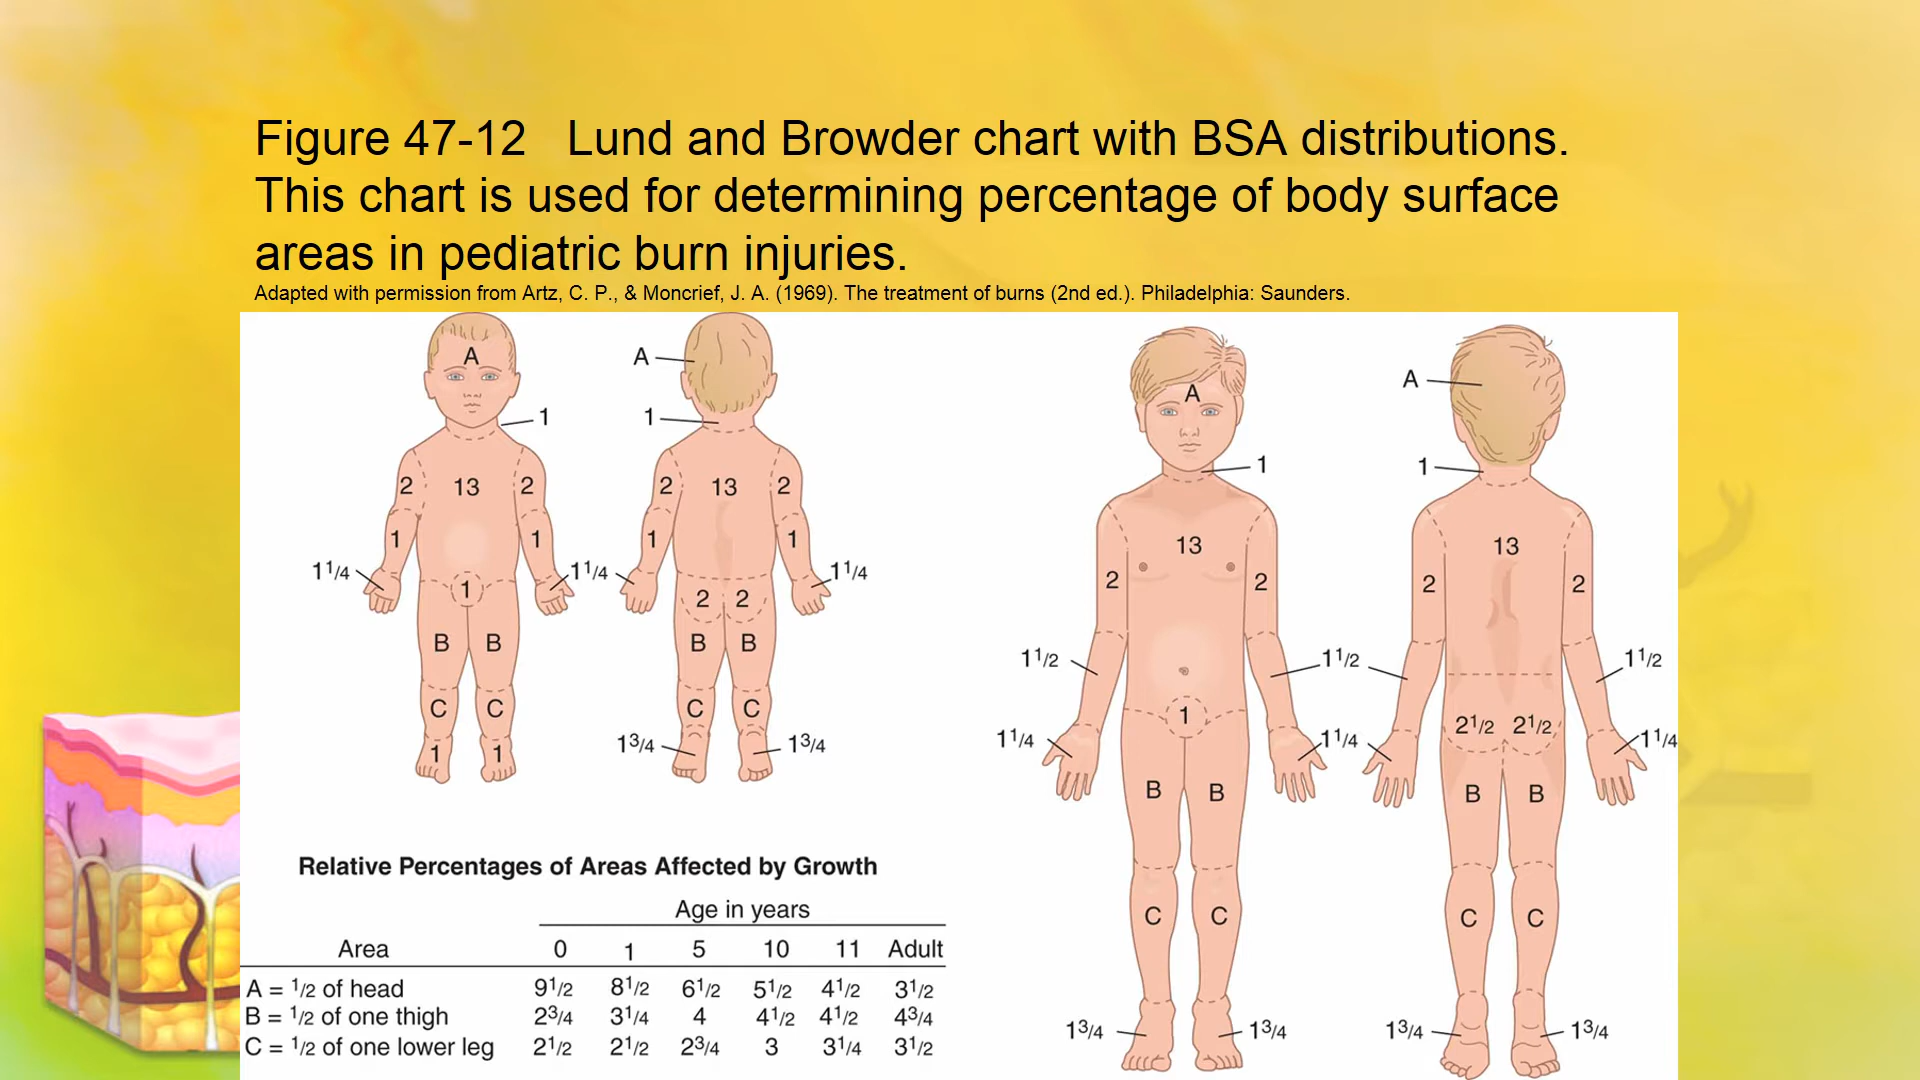 Figure 47-12 Lund and Browder chart with BSA distributions.
This chart is used for determining percentage of body surface
areas in pediatric burn injuries.
Adapted with permission from Artz, C. P., & Moncrief, J. A. (1969). The treatment of burns (2nd ed.). Philadelphia: Saunders.
A A
1 1
2 13 2 2 13 2
1 1 1 1
1 1/4 1 1/4 1 1/4
1 2 2
B B B B
C C C C
1 1 1 3/4 1 3/4
A A
1 1
13 13
2 2 2 2
1 1/2 1 1/2 1 1/2
1 2 1/2 2 1/2
1 1/4 1 1/4 1 1/4
B B B B
C C C C
1 3/4 1 3/4 1 3/4 1 3/4
Relative Percentages of Areas Affected by Growth
Age in years
Area 0 1 5 10 11 Adult
A = 1/2 of head 9 1/2 8 1/2 6 1/2 5 1/2 4 1/2 3 1/2
B = 1/2 of one thigh 2 3/4 3 1/4 4 4 1/2 4 1/2 4 3/4
C = 1/2 of one lower leg 2 1/2 2 1/2 2 3/4 3 3 1/4 3 1/2